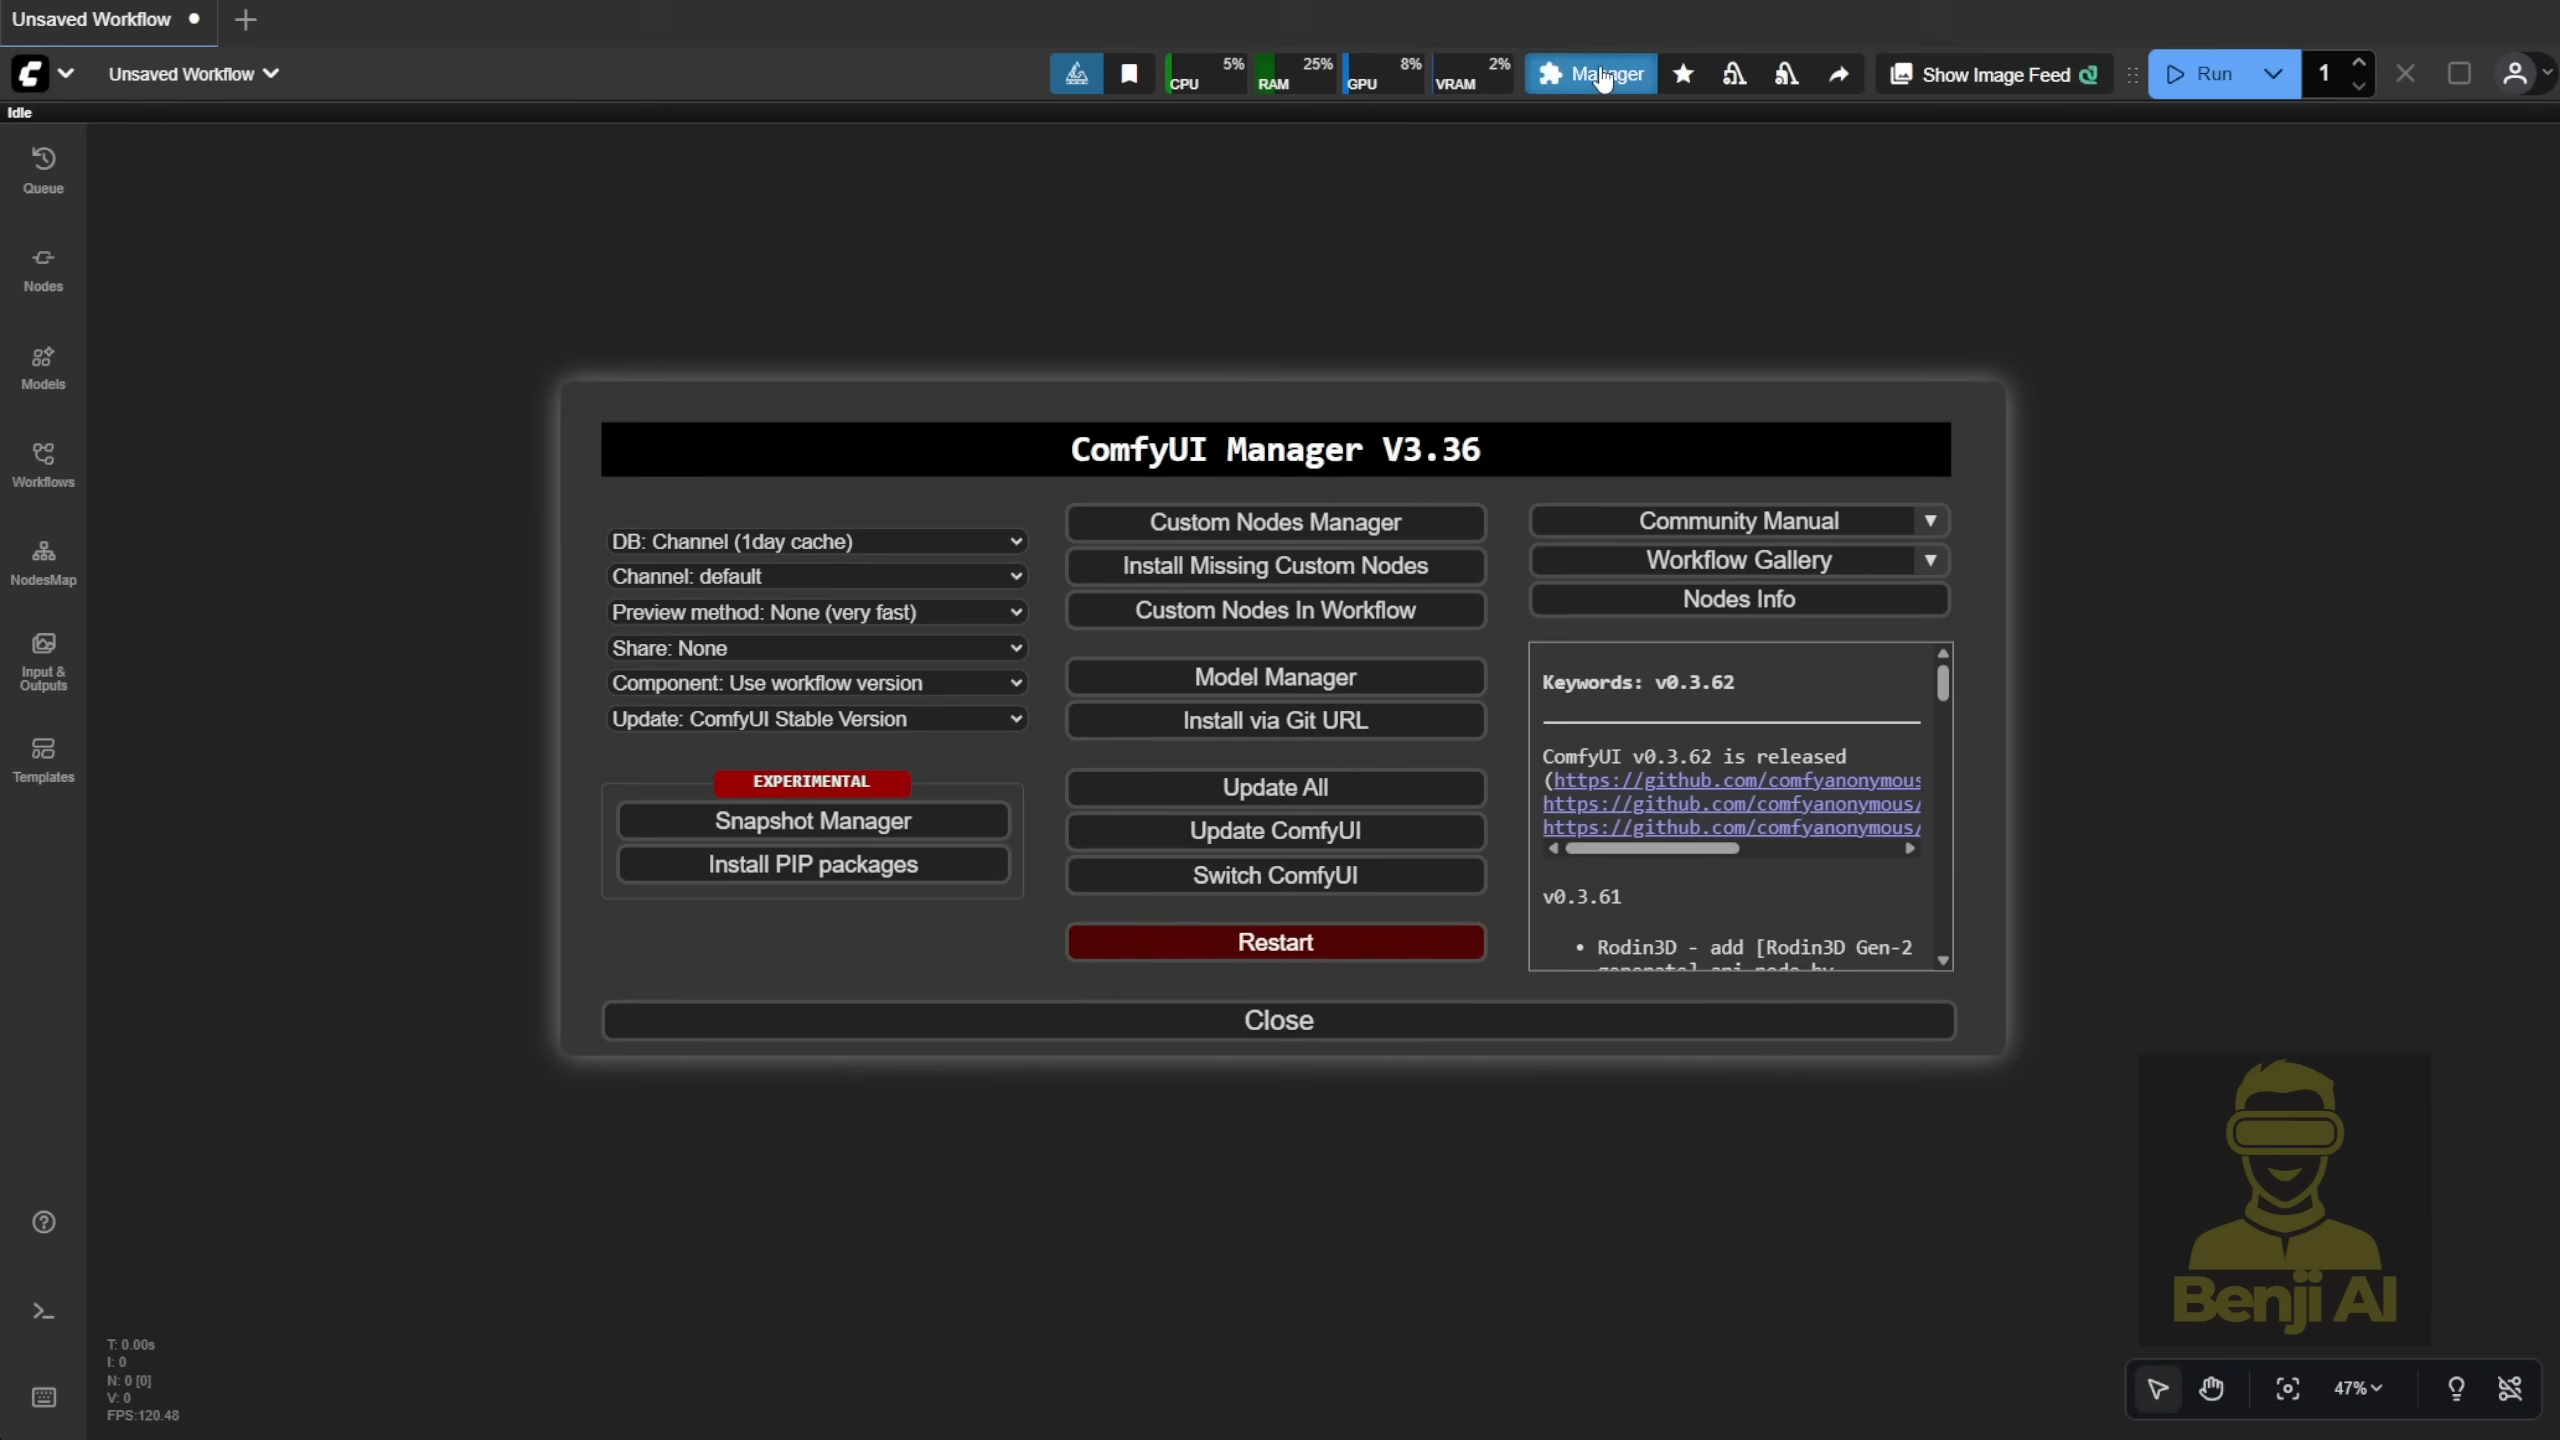 Unsaved Workflow
Unsaved Workflow
CPU 5%
RAM 25%
GPU 8%
VRAM 2%
Manager
Show Image Feed
Run
1
Idle
Queue
Nodes
Models
Workflows
NodesMap
Input &
Outputs
Templates
ComfyUI Manager V3.36
DB: Channel (1day cache)
Channel: default
Preview method: None (very fast)
Share: None
Component: Use workflow version
Update: ComfyUI Stable Version
EXPERIMENTAL
Snapshot Manager
Install PIP packages
Custom Nodes Manager
Install Missing Custom Nodes
Custom Nodes In Workflow
Model Manager
Install via Git URL
Update All
Update ComfyUI
Switch ComfyUI
Restart
Community Manual
Workflow Gallery
Nodes Info
Keywords: v0.3.62
ComfyUI v0.3.62 is released
(https://github.com/comfyanonymous
https://github.com/comfyanonymous/
https://github.com/comfyanonymous/
v0.3.61
• Rodin3D - add [Rodin3D Gen-2
Close
Benji AI
T: 0.00s
I: 0
N: 0 [0]
V: 0
FPS:120.48
47%